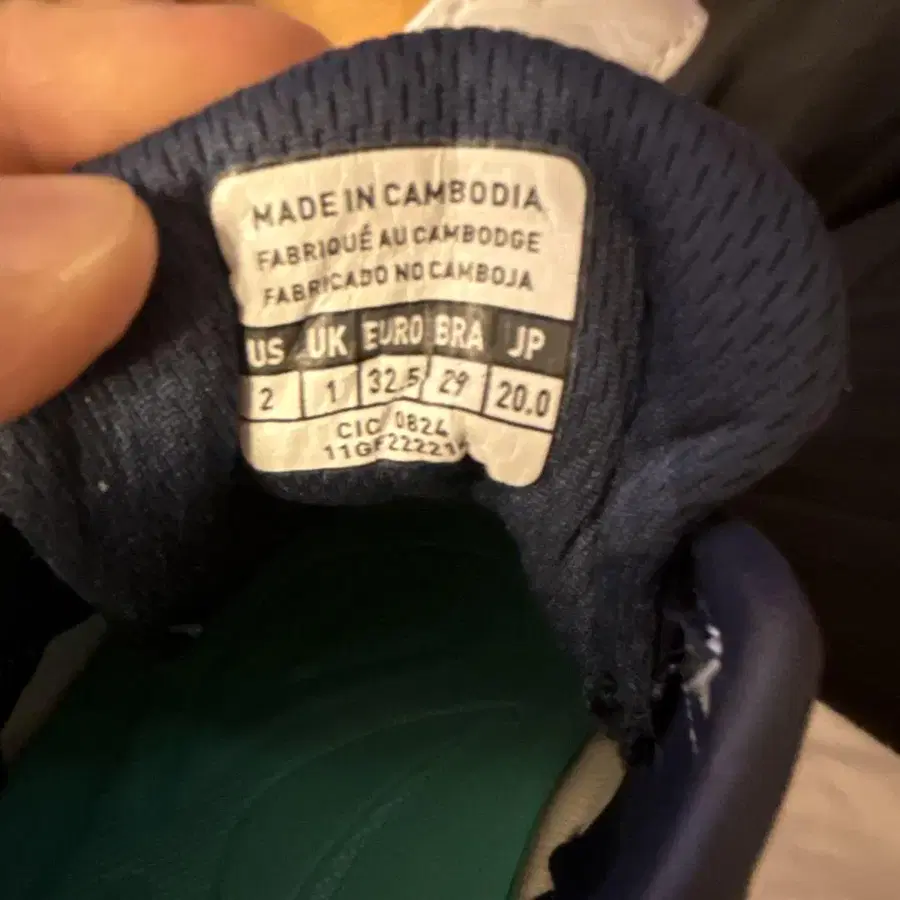 MADE IN CAMBODIA
FABRIQUÉ AU CAMBODGE
FABRICADO NO CAMBOJA
US UK EURO BRA JP
2 1 32.5 29 20.0
CIC 0824